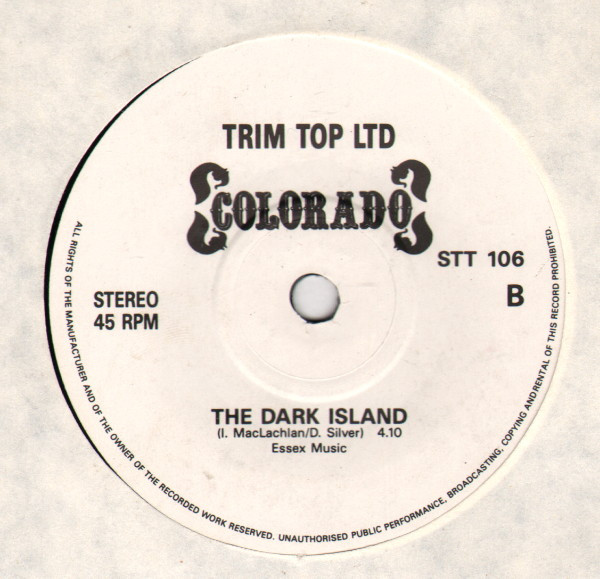 TRIM TOP LTD
COLORADO
STT 106
STEREO
45 RPM
B
THE DARK ISLAND
(I. MacLachlan/D. Silver) 4.10
Essex Music
ALL RIGHTS OF THE MANUFACTURER AND OF THE OWNER OF THE RECORDED WORK RESERVED. UNAUTHORISED PUBLIC PERFORMANCE, BROADCASTING, COPYING ANDRENTAL OF THIS RECORD PROHIBITED.